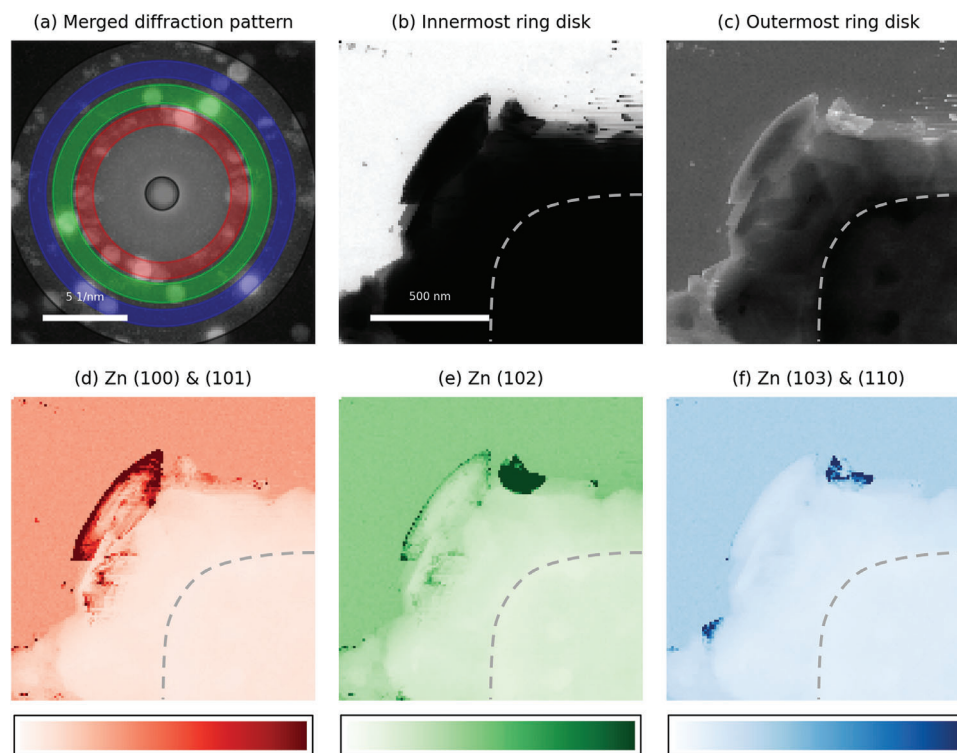 (a) Merged diffraction pattern
(b) Innermost ring disk
(c) Outermost ring disk
5 1/nm
500 nm
(d) Zn (100) & (101)
(e) Zn (102)
(f) Zn (103) & (110)